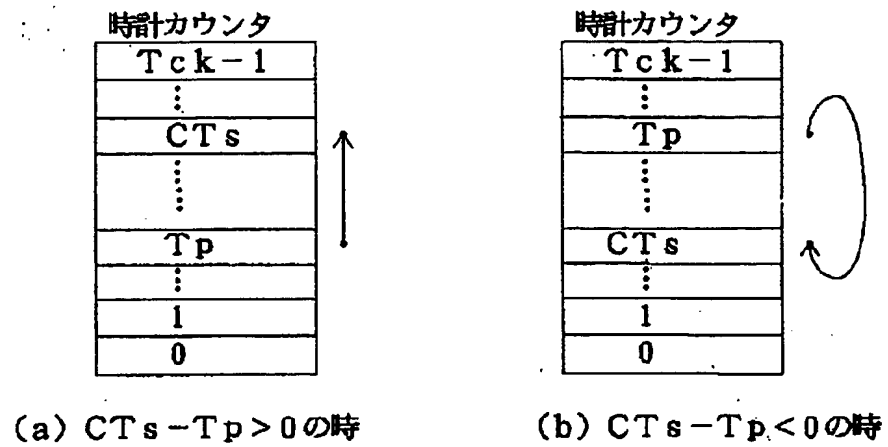 時計カウンタ
Tck-1
⋮
CTs
⋮
Tp
⋮
1
0
(a) CTs-Tp>0の時
時計カウンタ
Tck-1
⋮
Tp
⋮
CTs
⋮
1
0
(b) CTs-Tp<0の時